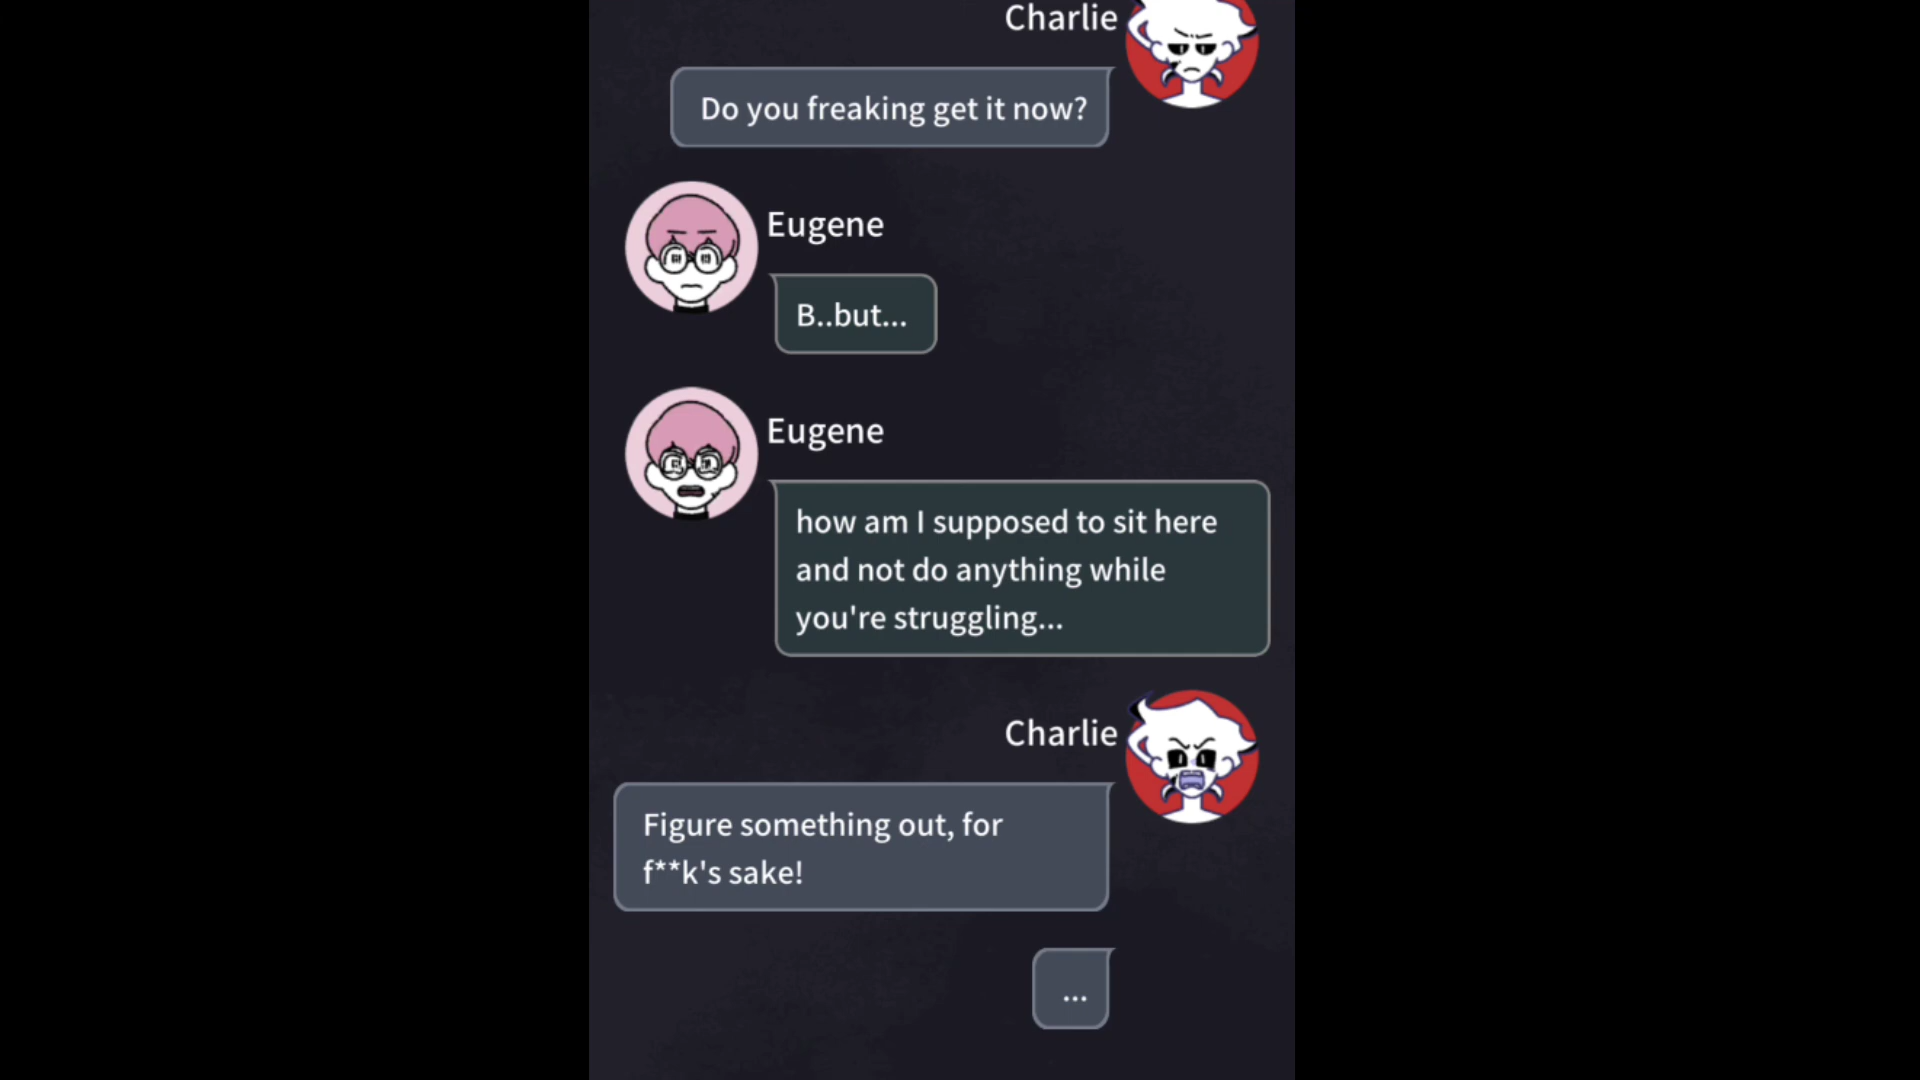 Charlie
Do you freaking get it now?
Eugene
B..but...
Eugene
how am I supposed to sit here
and not do anything while
you're struggling...
Charlie
Figure something out, for
f**k's sake!
...